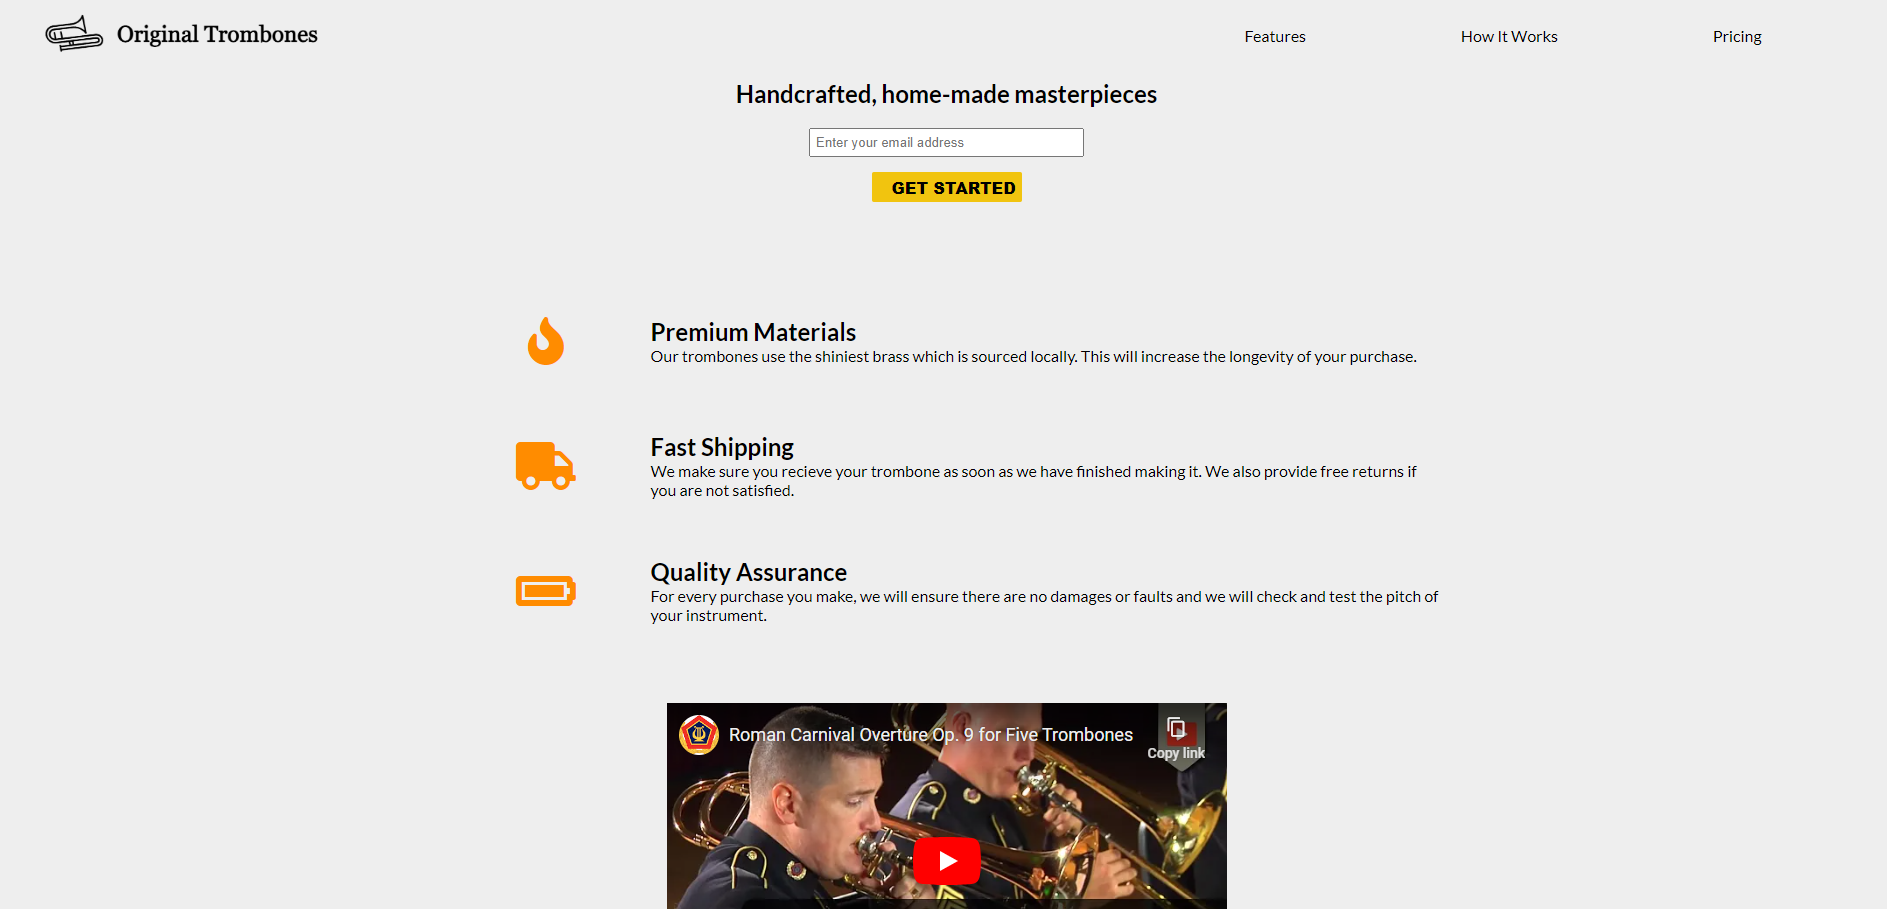 Original Trombones
Features
How It Works
Pricing
Handcrafted, home-made masterpieces
Enter your email address
GET STARTED
Premium Materials
Our trombones use the shiniest brass which is sourced locally. This will increase the longevity of your purchase.
Fast Shipping
We make sure you recieve your trombone as soon as we have finished making it. We also provide free returns if
you are not satisfied.
Quality Assurance
For every purchase you make, we will ensure there are no damages or faults and we will check and test the pitch of
your instrument.
Roman Carnival Overture Op. 9 for Five Trombones
Copy link